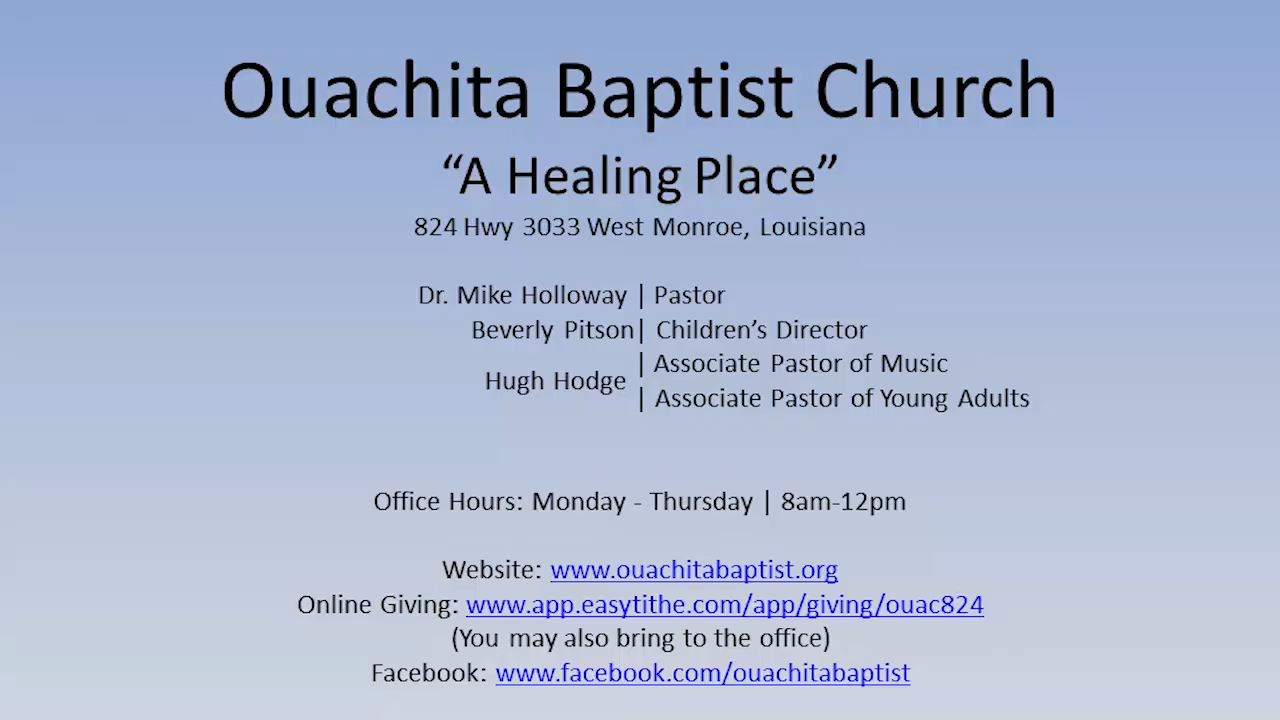 Ouachita Baptist Church
“A Healing Place”
824 Hwy 3033 West Monroe, Louisiana
Dr. Mike Holloway | Pastor
Beverly Pitson| Children’s Director
Hugh Hodge | Associate Pastor of Music
| Associate Pastor of Young Adults
Office Hours: Monday - Thursday | 8am-12pm
Website: www.ouachitabaptist.org
Online Giving: www.app.easytithe.com/app/giving/ouac824
(You may also bring to the office)
Facebook: www.facebook.com/ouachitabaptist